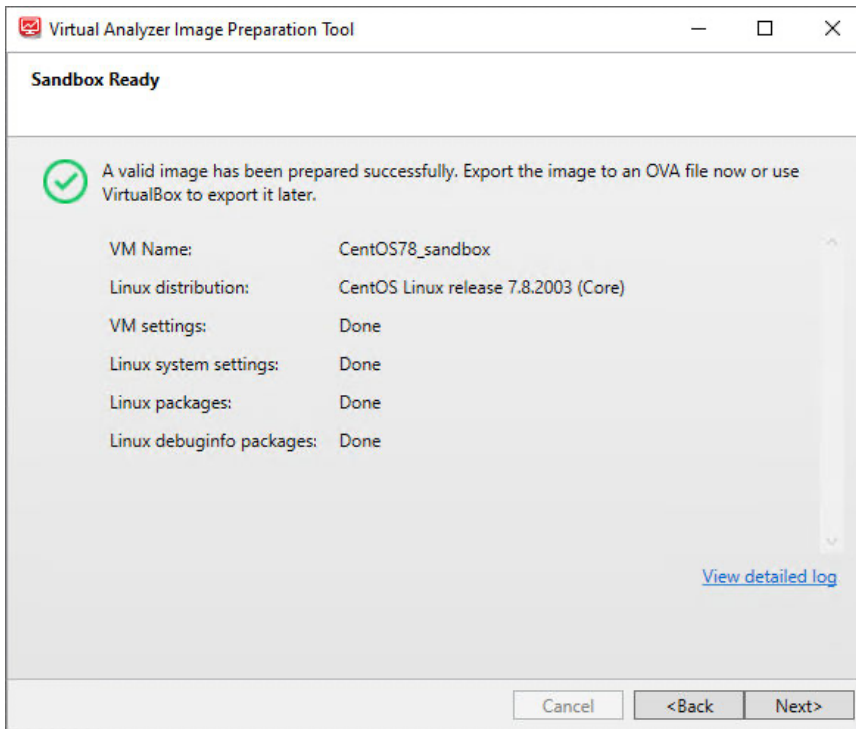 Virtual Analyzer Image Preparation Tool
Sandbox Ready
A valid image has been prepared successfully. Export the image to an OVA file now or use
VirtualBox to export it later.
VM Name: CentOS78_sandbox
Linux distribution: CentOS Linux release 7.8.2003 (Core)
VM settings: Done
Linux system settings: Done
Linux packages: Done
Linux debuginfo packages: Done
View detailed log
Cancel <Back Next>